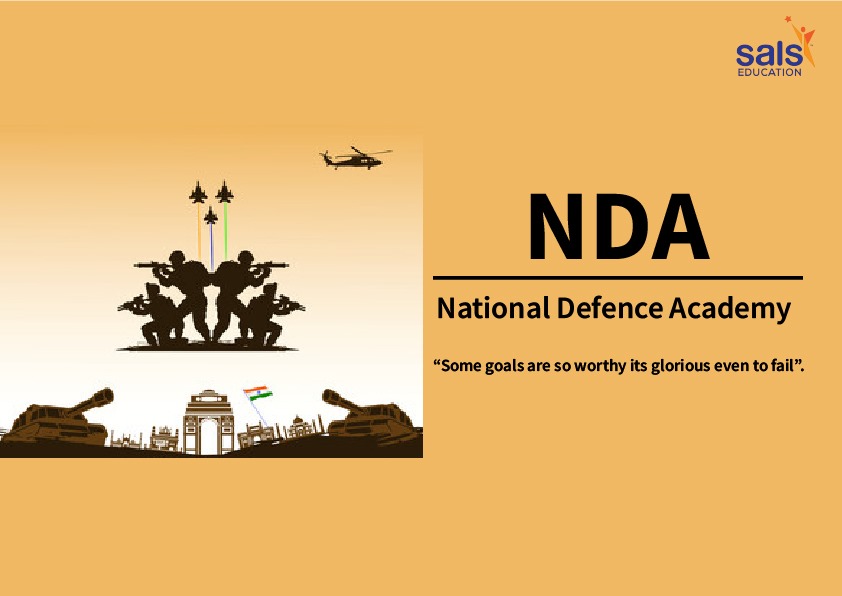 sals
EDUCATION
NDA
National Defence Academy
“Some goals are so worthy its glorious even to fail”.